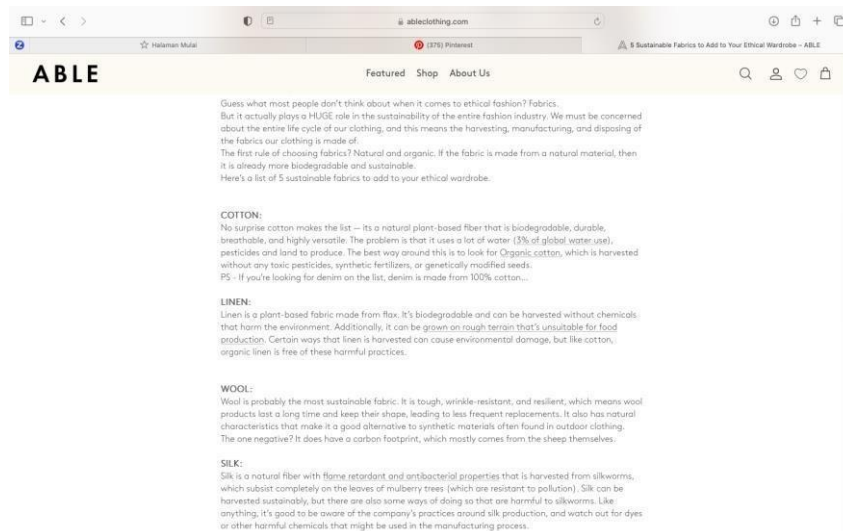 ableclothing.com
Halaman Mulai
(375) Pinterest
5 Sustainable Fabrics to Add to Your Ethical Wardrobe – ABLE
ABLE
Featured Shop About Us
Guess what most people don't think about when it comes to ethical fashion? Fabrics.
But it actually plays a HUGE role in the sustainability of the entire fashion industry. We must be concerned
about the entire life cycle of our clothing, and this means the harvesting, manufacturing, and disposing of
the fabrics our clothing is made of.
The first rule of choosing fabrics? Natural and organic. If the fabric is made from a natural material, then
it is already more biodegradable and sustainable.
Here's a list of 5 sustainable fabrics to add to your ethical wardrobe.
COTTON:
No surprise cotton makes the list — its a natural plant-based fiber that is biodegradable, durable,
breathable, and highly versatile. The problem is that it uses a lot of water (3% of global water use),
pesticides and land to produce. The best way around this is to look for Organic cotton, which is harvested
without any toxic pesticides, synthetic fertilizers, or genetically modified seeds.
PS - If you're looking for denim on the list, denim is made from 100% cotton...
LINEN:
Linen is a plant-based fabric made from flax. It's biodegradable and can be harvested without chemicals
that harm the environment. Additionally, it can be grown on rough terrain that's unsuitable for food
production. Certain ways that linen is harvested can cause environmental damage, but like cotton,
organic linen is free of these harmful practices.
WOOL:
Wool is probably the most sustainable fabric. It is tough, wrinkle-resistant, and resilient, which means wool
products last a long time and keep their shape, leading to less frequent replacements. It also has natural
characteristics that make it a good alternative to synthetic materials often found in outdoor clothing.
The one negative? It does have a carbon footprint, which mostly comes from the sheep themselves.
SILK:
Silk is a natural fiber with flame retardant and antibacterial properties that is harvested from silkworms,
which subsist completely on the leaves of mulberry trees (which are resistant to pollution). Silk can be
harvested sustainably, but there are also some ways of doing so that are harmful to silkworms. Like
anything, it's good to be aware of the company's practices around silk production, and watch out for dyes
or other harmful chemicals that might be used in the manufacturing process.